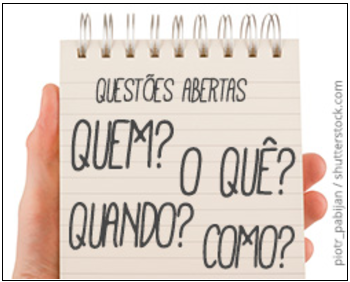 QUESTÕES ABERTAS
QUEM?
O QUÊ?
QUANDO?
COMO?
piotr_pabijan / shutterstock.com